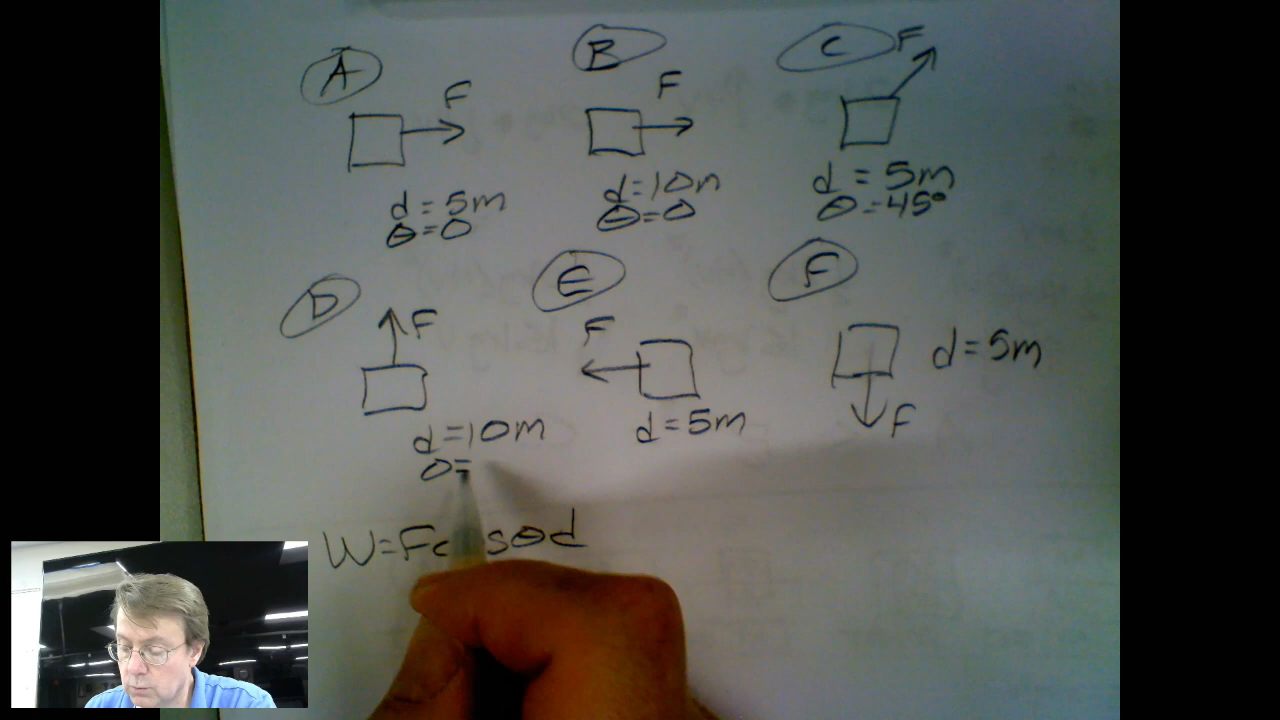 A
F
d = 5m
θ = 0
B
F
d = 10m
θ = 0
C
F
d = 5m
θ = 45°
D
F
d = 10m
θ =
E
F
d = 5m
F
d = 5m
F
W = F c sθd